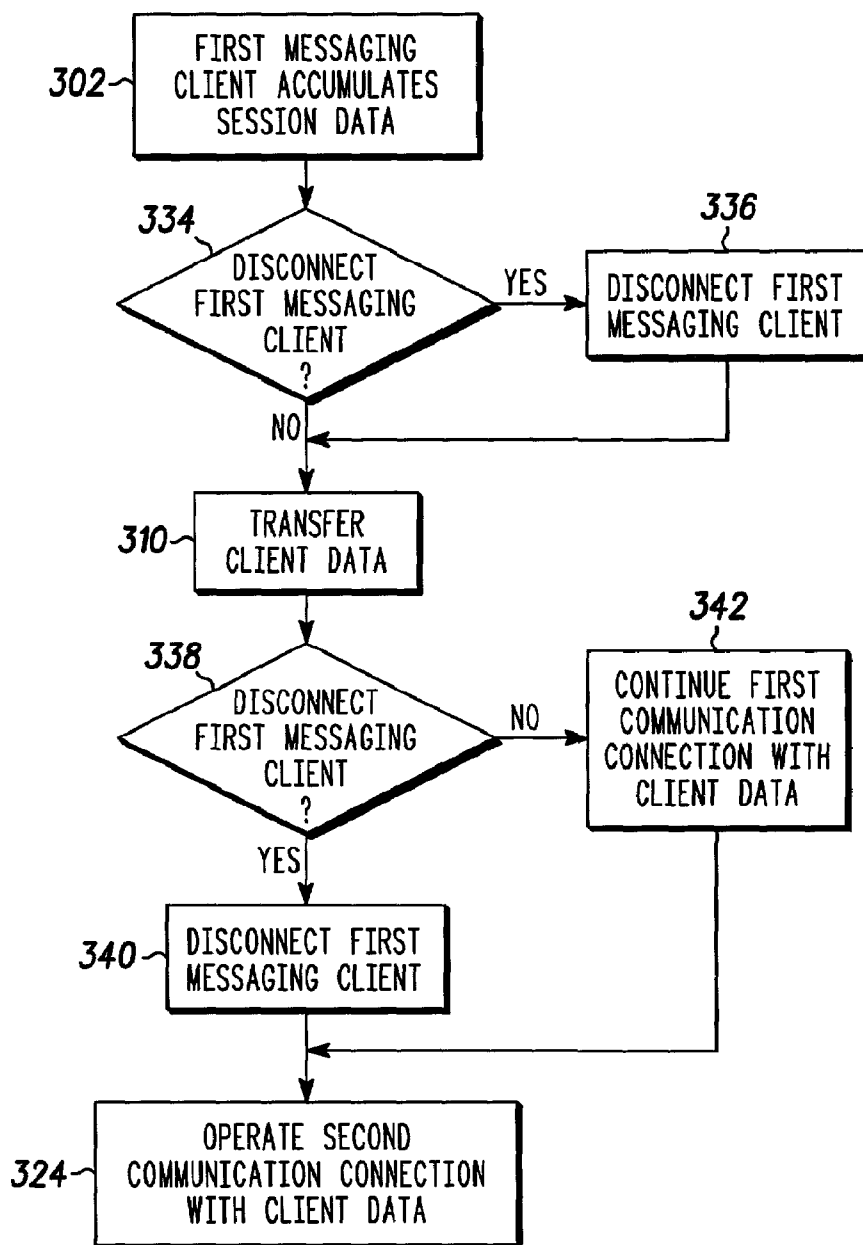 302
FIRST MESSAGING
CLIENT ACCUMULATES
SESSION DATA
334
DISCONNECT
FIRST MESSAGING
CLIENT
?
YES
336
DISCONNECT FIRST
MESSAGING CLIENT
NO
310
TRANSFER
CLIENT DATA
338
DISCONNECT
FIRST MESSAGING
CLIENT
?
NO
342
CONTINUE FIRST
COMMUNICATION
CONNECTION WITH
CLIENT DATA
YES
340
DISCONNECT FIRST
MESSAGING CLIENT
324
OPERATE SECOND
COMMUNICATION CONNECTION
WITH CLIENT DATA